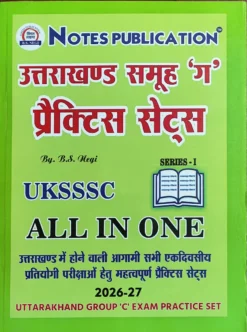 NOTES PUBLICATION
उत्तराखण्ड समूह 'ग'
प्रैक्टिस सेट्स
By. B.S. Negi
SERIES-I
UKSSSC
ALL IN ONE
उत्तराखण्ड में होने वाली आगामी सभी एकदिवसीय
प्रतियोगी परीक्षाओं हेतु महत्वपूर्ण प्रैक्टिस सेट्स
2026-27
UTTARAKHAND GROUP 'C' EXAM PRACTICE SET